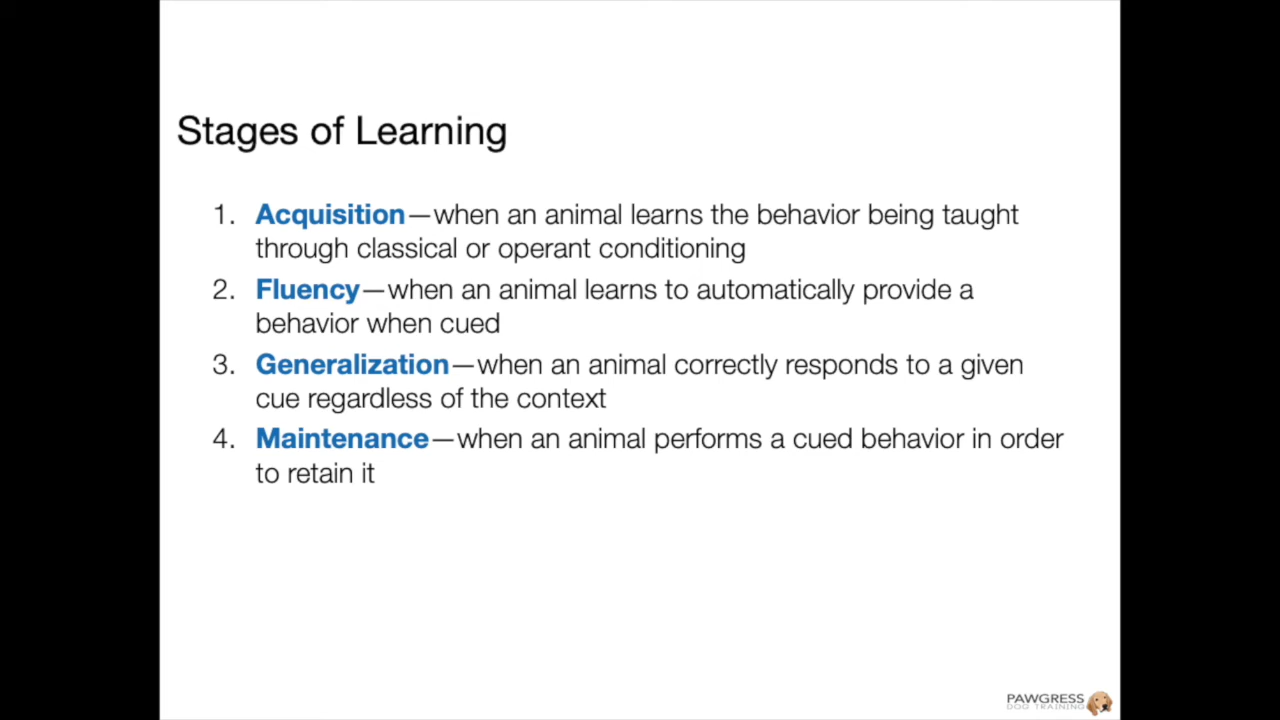 Stages of Learning
1. Acquisition—when an animal learns the behavior being taught
through classical or operant conditioning
2. Fluency—when an animal learns to automatically provide a
behavior when cued
3. Generalization—when an animal correctly responds to a given
cue regardless of the context
4. Maintenance—when an animal performs a cued behavior in order
to retain it
PAWGRESS
DOG TRAINING